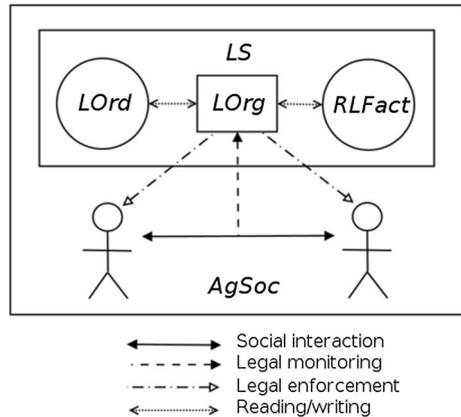 LS
LOrd
LOrg
RLFact
AgSoc
Social interaction
Legal monitoring
Legal enforcement
Reading/writing